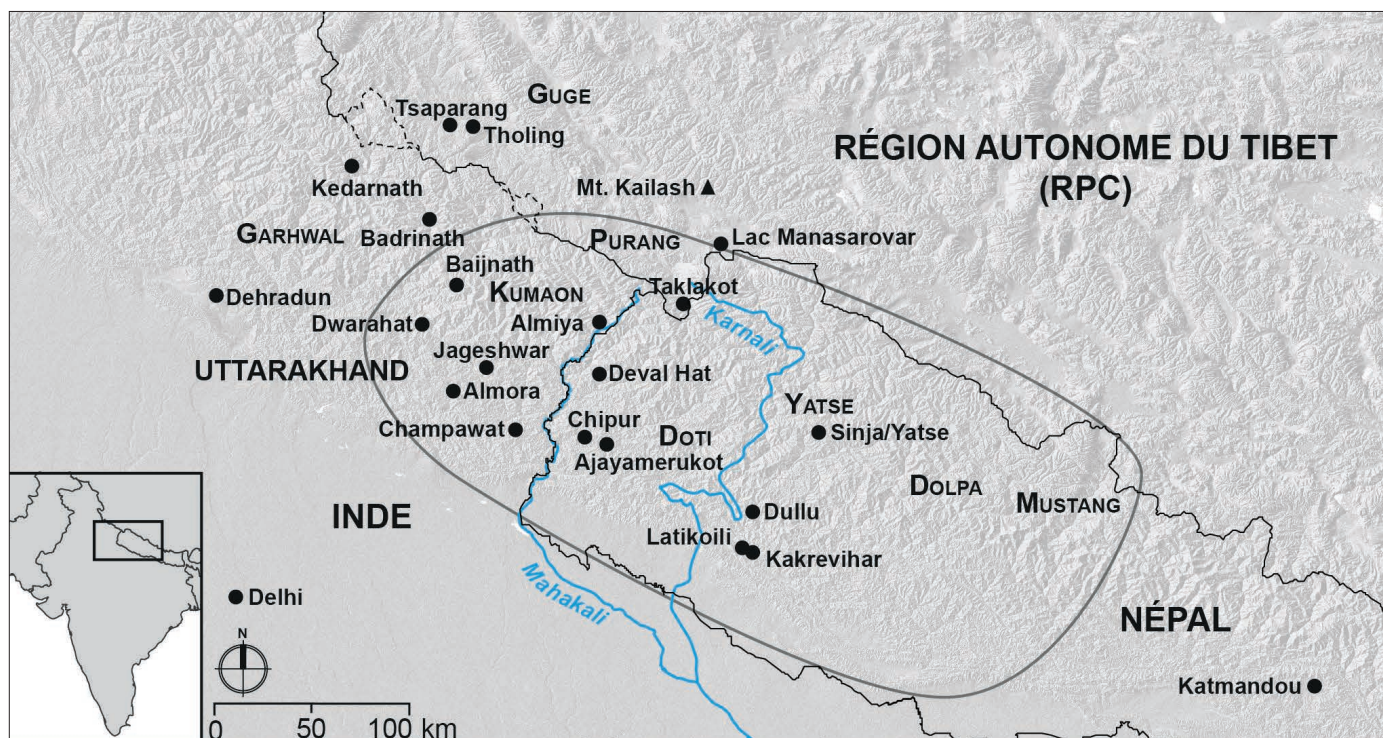 GUGE
Tsaparang
Tholing
RÉGION AUTONOME DU TIBET
(RPC)
Kedarnath
Mt. Kailash
GARHWAL
Badrinath
PURANG
Lac Manasarovar
Baijnath
KUMAON
Taklakot
Dehradun
Dwarahat
Almiya
Karnali
Jageshwar
UTTARAKHAND
Deval Hat
Almora
YATSE
Champawat
Chipur
DOTI
Sinja/Yatse
Ajayamerukot
DOLPA
MUSTANG
INDE
Dullu
Latikoili
Kakrevihar
Mahakali
Delhi
NÉPAL
N
Katmandou
0 50 100 km